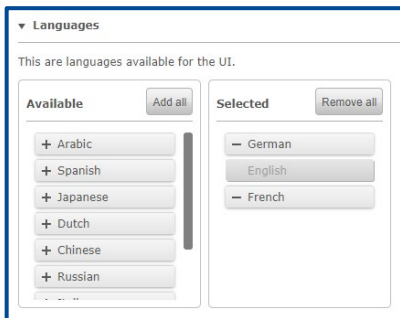 Languages
This are languages available for the UI.
Available
Add all
+ Arabic
+ Spanish
+ Japanese
+ Dutch
+ Chinese
+ Russian
Selected
Remove all
− German
English
− French